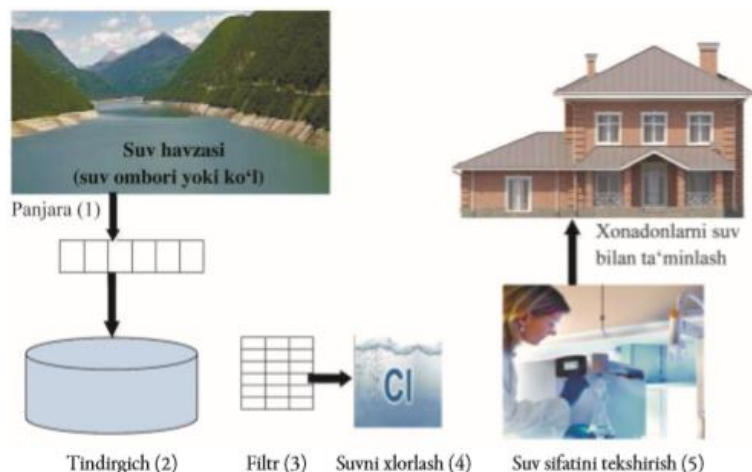 Suv havzasi
(suv ombori yoki ko‘l)
Panjara (1)
Xonadonlarni suv
bilan ta‘minlash
Cl
Tindirgich (2)
Filtr (3)
Suvni xlorlash (4)
Suv sifatini tekshirish (5)